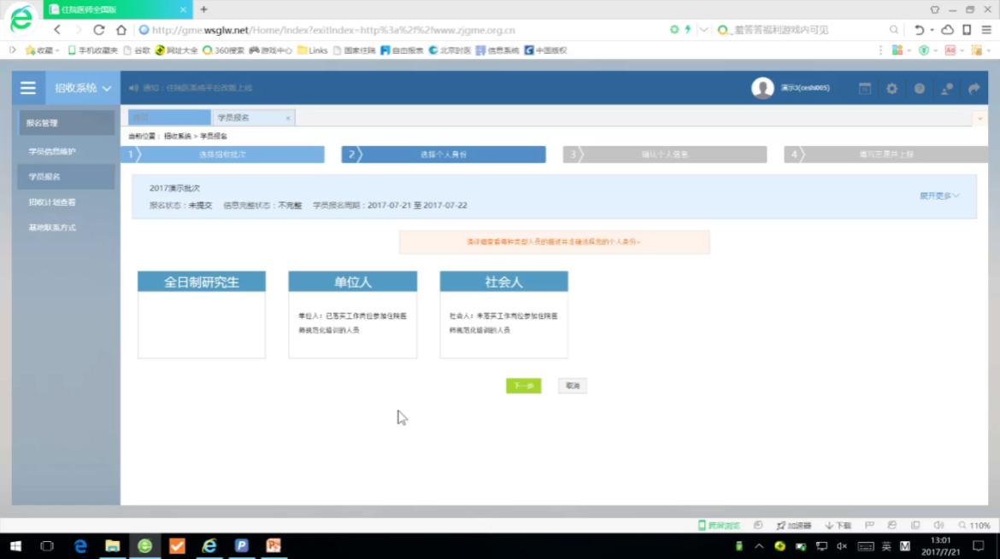 住院医师全国版
http://gme.wsglw.net/Home/Index?exitIndex=http%3a%2f%2fwww.zjgme.org.cn
羞答答福利游戏内可见
收藏 手机收藏夹 谷歌 网址大全 360搜索 游戏中心 Links 国家住院 自由报表 北京时医 信息系统 中国版权
招收系统 通知：住院医系统平台改版上线 演示3(ceshi005)
报名管理
学员信息维护
学员报名
招收计划查看
基地联系方式
首页 学员报名
当前位置： 招收系统 > 学员报名
1 选择招收批次 2 选择个人身份 3 确认个人信息 4 填写志愿并上报
2017演示批次
报名状态：未提交 信息完整状态：不完整 学员报名周期：2017-07-21 至 2017-07-22
展开更多
请仔细查看每种类型人员的描述并准确选择您的个人身份~
全日制研究生 单位人 社会人
单位人：已落实工作岗位参加住院医
师规范化培训的人员
社会人：未落实工作岗位参加住院医
师规范化培训的人员
下一步 取消
跨屏浏览 加速器 下载 110%
英 M
13:01
2017/7/21